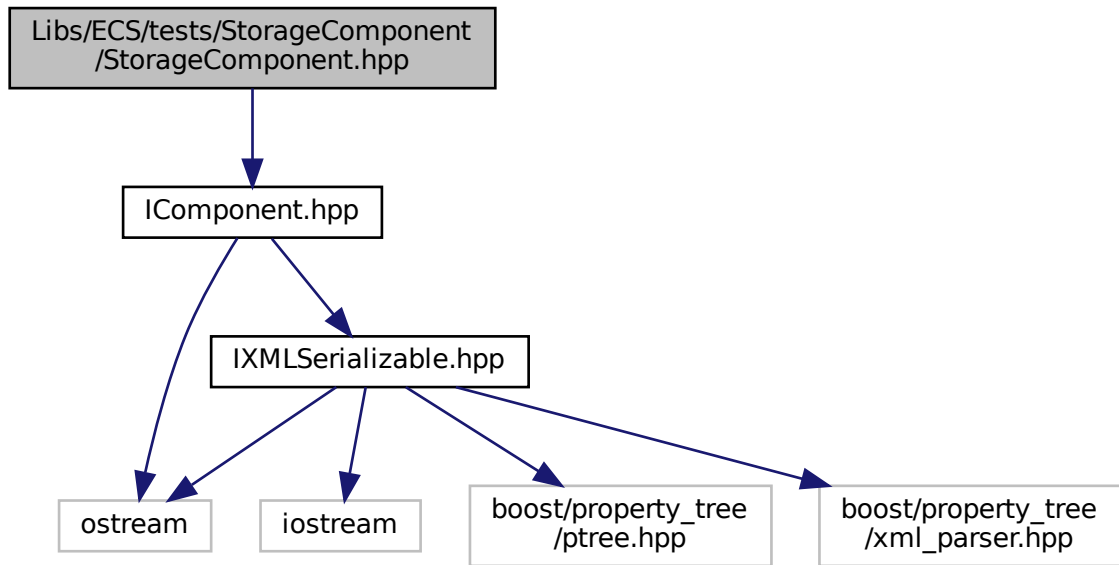 Libs/ECS/tests/StorageComponent
/StorageComponent.hpp
IComponent.hpp
IXMLSerializable.hpp
ostream
iostream
boost/property_tree
/ptree.hpp
boost/property_tree
/xml_parser.hpp